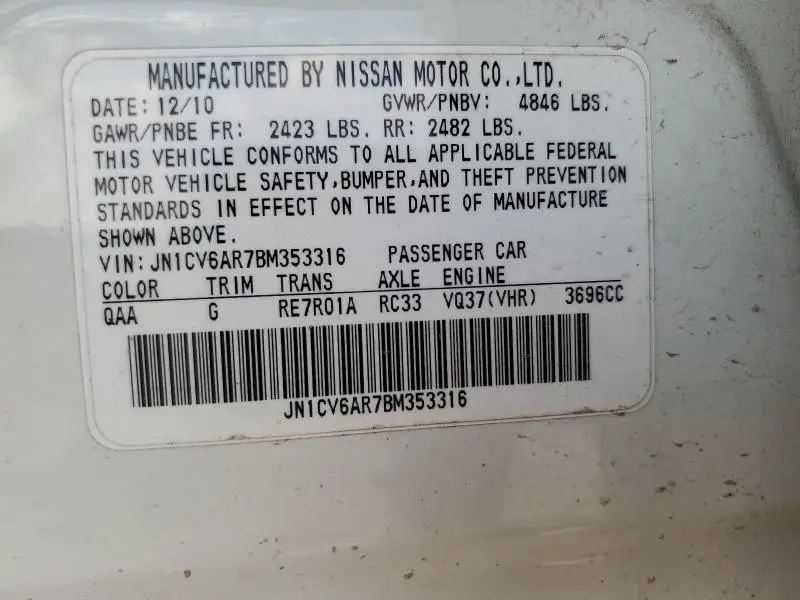 MANUFACTURED BY NISSAN MOTOR CO.,LTD.
DATE: 12/10 GVWR/PNBV: 4846 LBS.
GAWR/PNBE FR: 2423 LBS. RR: 2482 LBS.
THIS VEHICLE CONFORMS TO ALL APPLICABLE FEDERAL
MOTOR VEHICLE SAFETY,BUMPER,AND THEFT PREVENTION
STANDARDS IN EFFECT ON THE DATE OF MANUFACTURE
SHOWN ABOVE.
VIN: JN1CV6AR7BM353316 PASSENGER CAR
COLOR TRIM TRANS AXLE ENGINE
QAA G RE7R01A RC33 VQ37(VHR) 3696CC
JN1CV6AR7BM353316